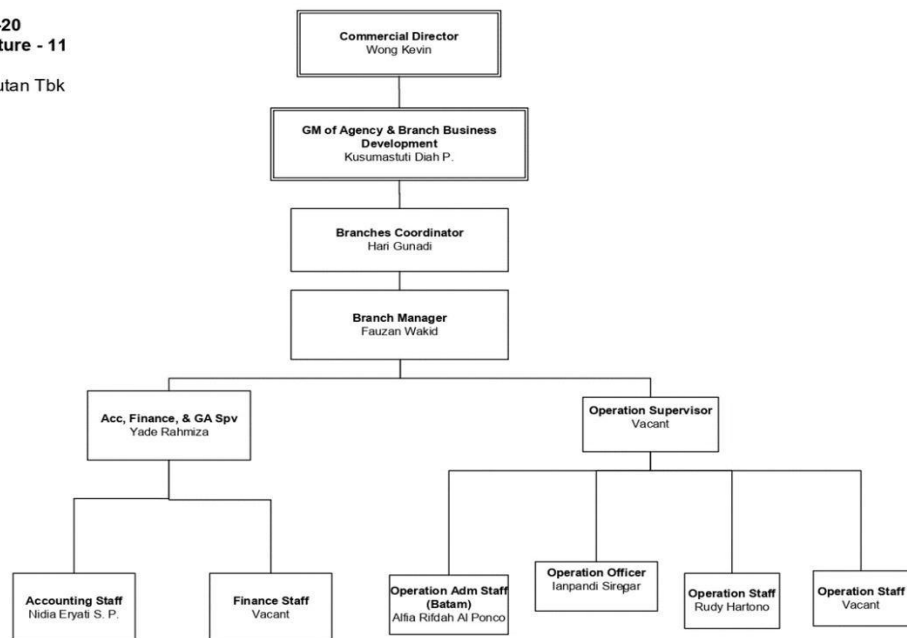 -20
ture - 11
utan Tbk
Commercial Director
Wong Kevin
GM of Agency & Branch Business
Development
Kusumastuti Diah P.
Branches Coordinator
Hari Gunadi
Branch Manager
Fauzan Wakid
Acc, Finance, & GA Spv
Yade Rahmiza
Operation Supervisor
Vacant
Accounting Staff
Nidia Eryati S. P.
Finance Staff
Vacant
Operation Adm Staff
(Batam)
Alfia Rifdah Al Ponco
Operation Officer
Ianpandi Siregar
Operation Staff
Rudy Hartono
Operation Staff
Vacant